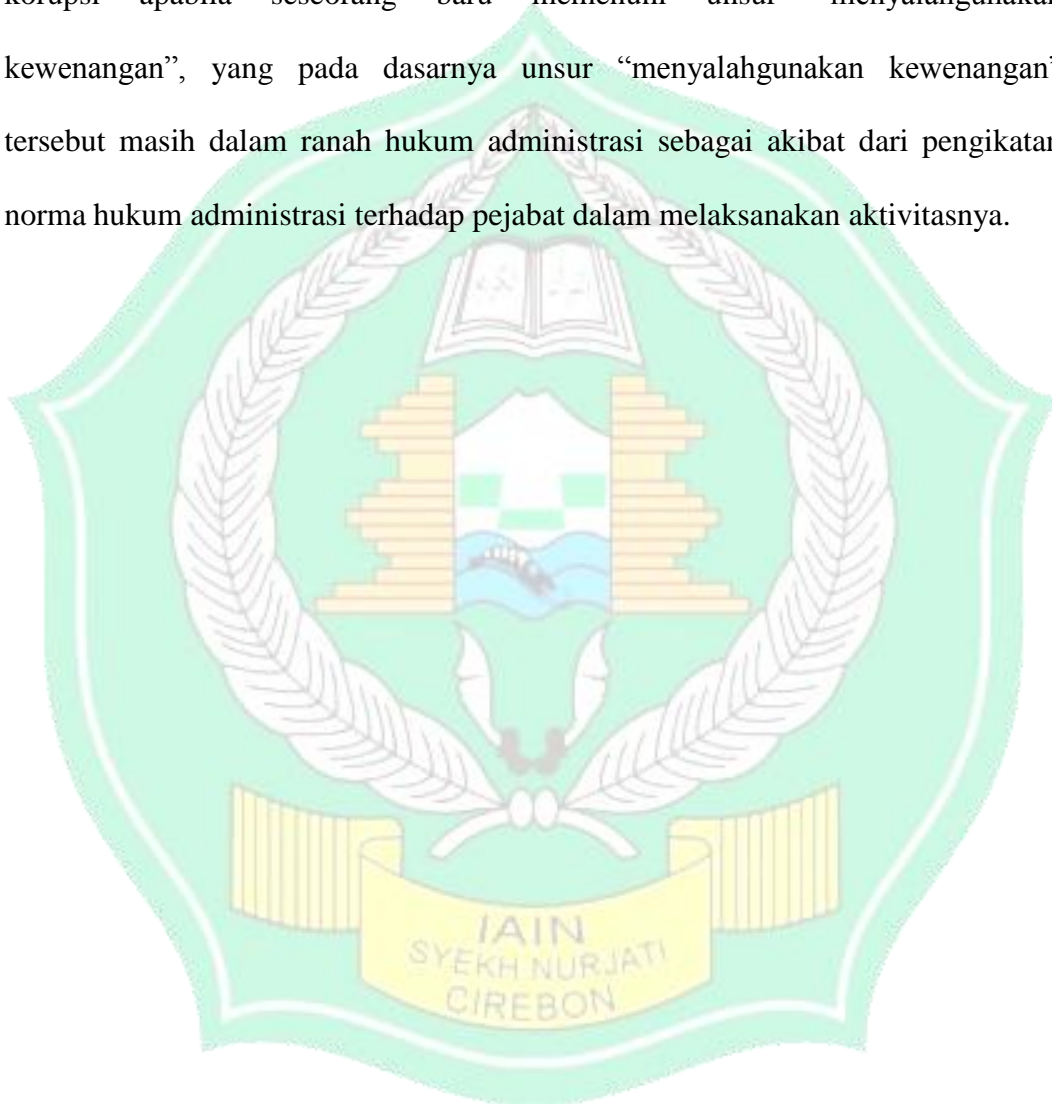 korupsi apabila seseorang baru memenuhi unsur “menyalahgunakan
kewenangan”, yang pada dasarnya unsur “menyalahgunakan kewenangan”
tersebut masih dalam ranah hukum administrasi sebagai akibat dari pengikatan
norma hukum administrasi terhadap pejabat dalam melaksanakan aktivitasnya.
IAIN
SYEKH NURJATI
CIREBON